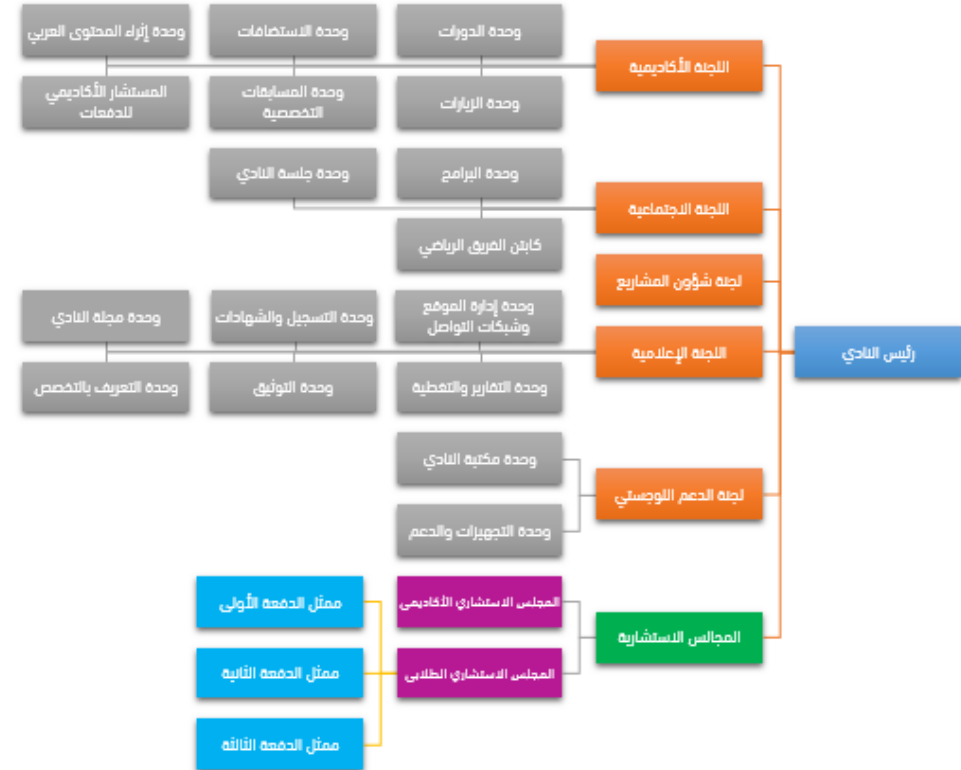 رئيس النادي
اللجنة الأكاديمية
وحدة الدورات
وحدة الاستضافات
وحدة إثراء المحتوى العربي
وحدة الزيارات
وحدة المسابقات
التخصصية
المستشار الأكاديمي
للدفعات
اللجنة الاجتماعية
وحدة البرامج
وحدة جلسة النادي
كابتن الفريق الرياضي
لجنة شؤون المشاريع
اللجنة الإعلامية
وحدة إدارة الموقع
وشبكات التواصل
وحدة التسجيل والشهادات
وحدة مجلة النادي
وحدة التقارير والتغطية
وحدة التوثيق
وحدة التعريف بالتخصص
لجنة الدعم اللوجستي
وحدة مكتبة النادي
وحدة التجهيزات والدعم
المجالس الاستشارية
المجلس الاستشاري الأكاديمي
المجلس الاستشاري الطلابي
ممثل الدفعة الأولى
ممثل الدفعة الثانية
ممثل الدفعة الثالثة